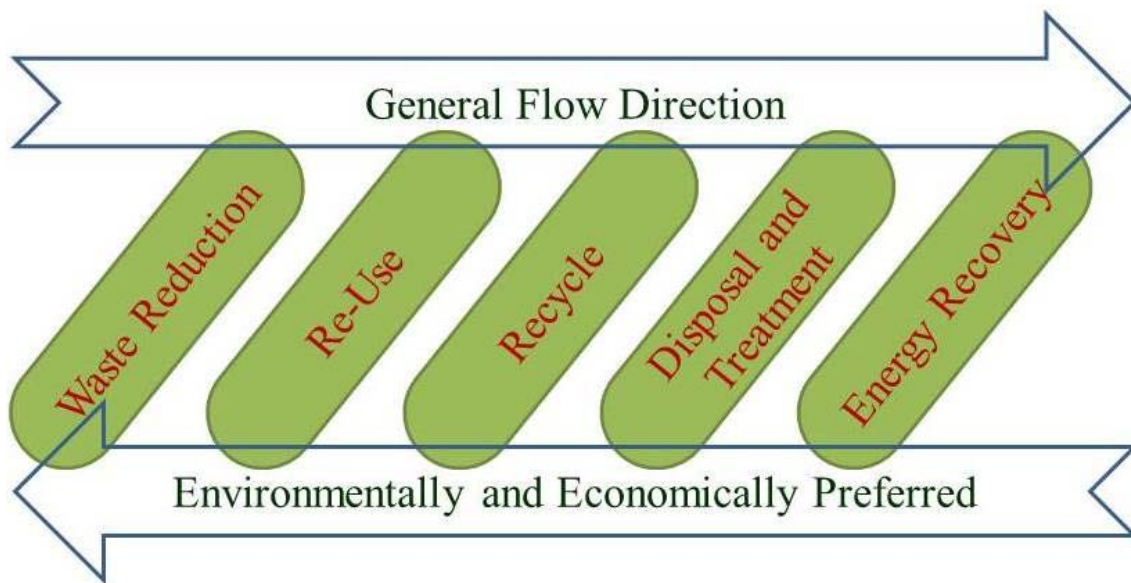 General Flow Direction
Waste Reduction
Re-Use
Recycle
Disposal and
Treatment
Energy Recovery
Environmentally and Economically Preferred